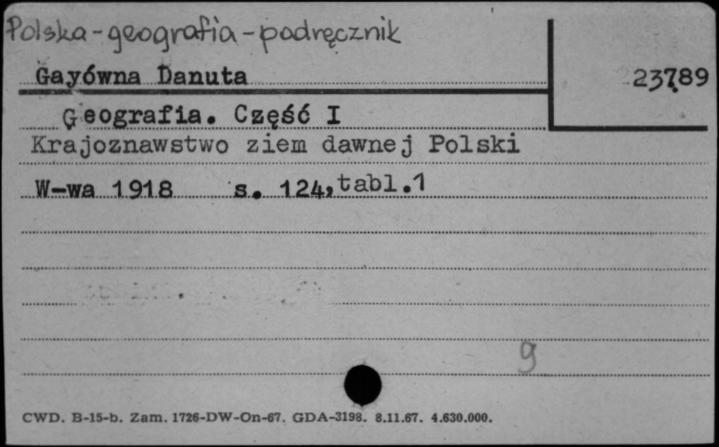 Polska - geografia - podręcznik
Gayówna Danuta
23789
Geografia. Część I
Krajoznawstwo ziem dawnej Polski
W-wa 1918 s. 124, tabl.1
9
CWD. B-15-b. Zam. 1726-DW-On-67. GDA-3198. 8.11.67. 4.630.000.